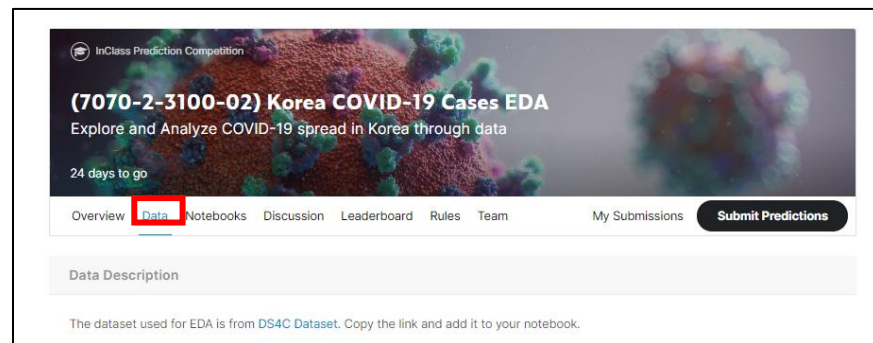 InClass Prediction Competition
(7070-2-3100-02) Korea COVID-19 Cases EDA
Explore and Analyze COVID-19 spread in Korea through data
24 days to go
Overview Data Notebooks Discussion Leaderboard Rules Team My Submissions Submit Predictions
Data Description
The dataset used for EDA is from DS4C Dataset. Copy the link and add it to your notebook.